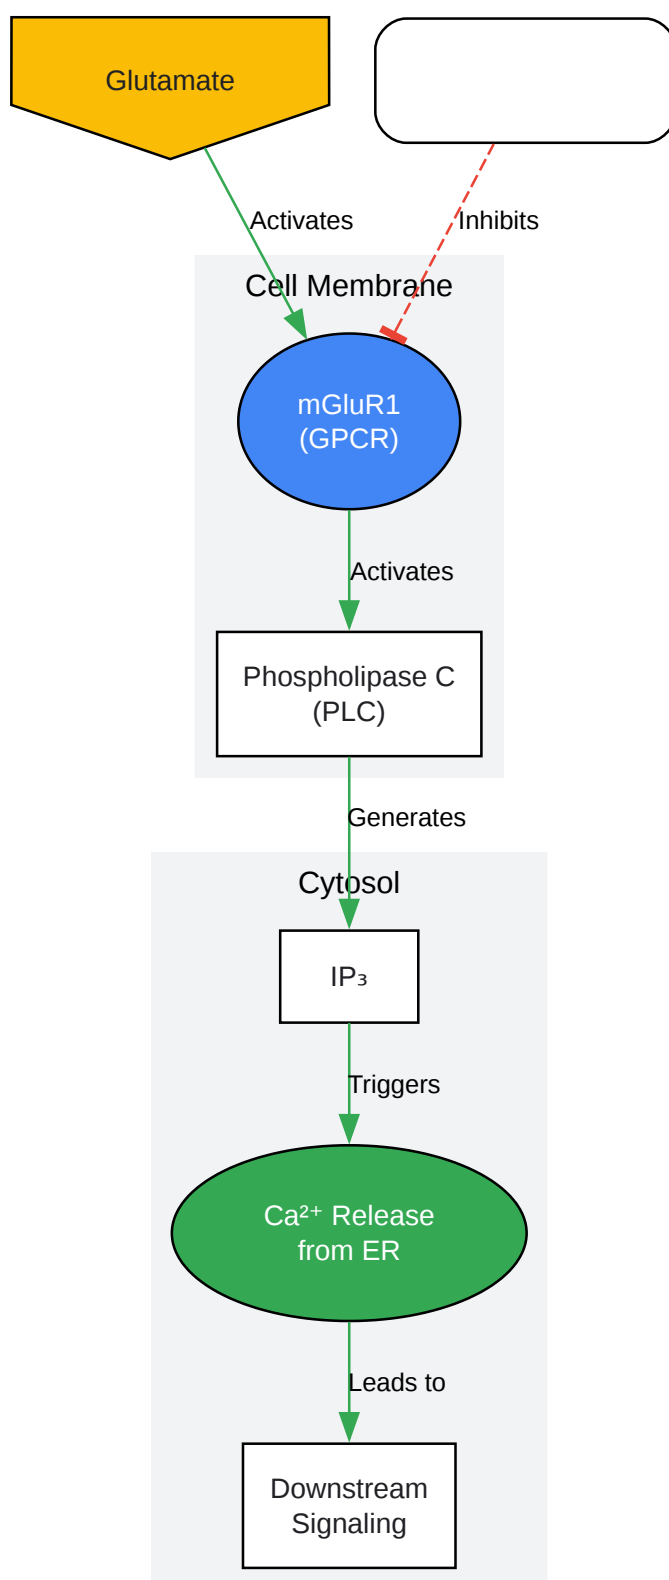 Glutamate
Activates
Inhibits
Cell Membrane
mGluR1
(GPCR)
Activates
Phospholipase C
(PLC)
Generates
Cytosol
IP₃
Triggers
Ca²⁺ Release
from ER
Leads to
Downstream
Signaling